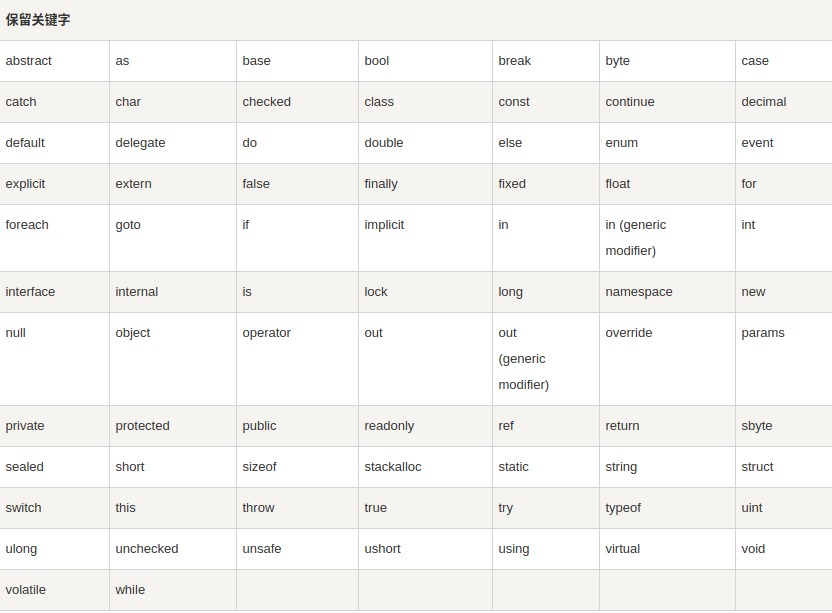 保留关键字
abstract as base bool break byte case
catch char checked class const continue decimal
default delegate do double else enum event
explicit extern false finally fixed float for
foreach goto if implicit in in (generic int
modifier)
interface internal is lock long namespace new
null object operator out out override params
(generic
modifier)
private protected public readonly ref return sbyte
sealed short sizeof stackalloc static string struct
switch this throw true try typeof uint
ulong unchecked unsafe ushort using virtual void
volatile while